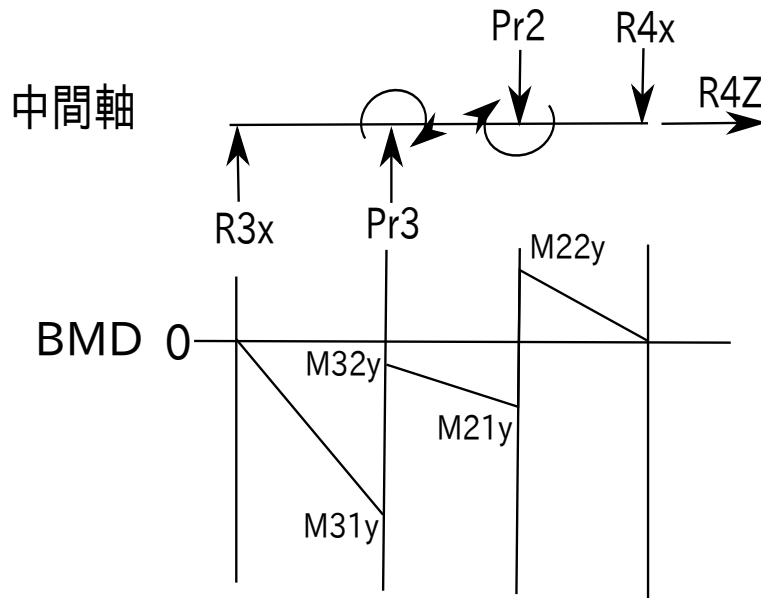 Pr2
R4x
R4Z
中間軸
R3x
Pr3
M22y
BMD 0
M32y
M21y
M31y